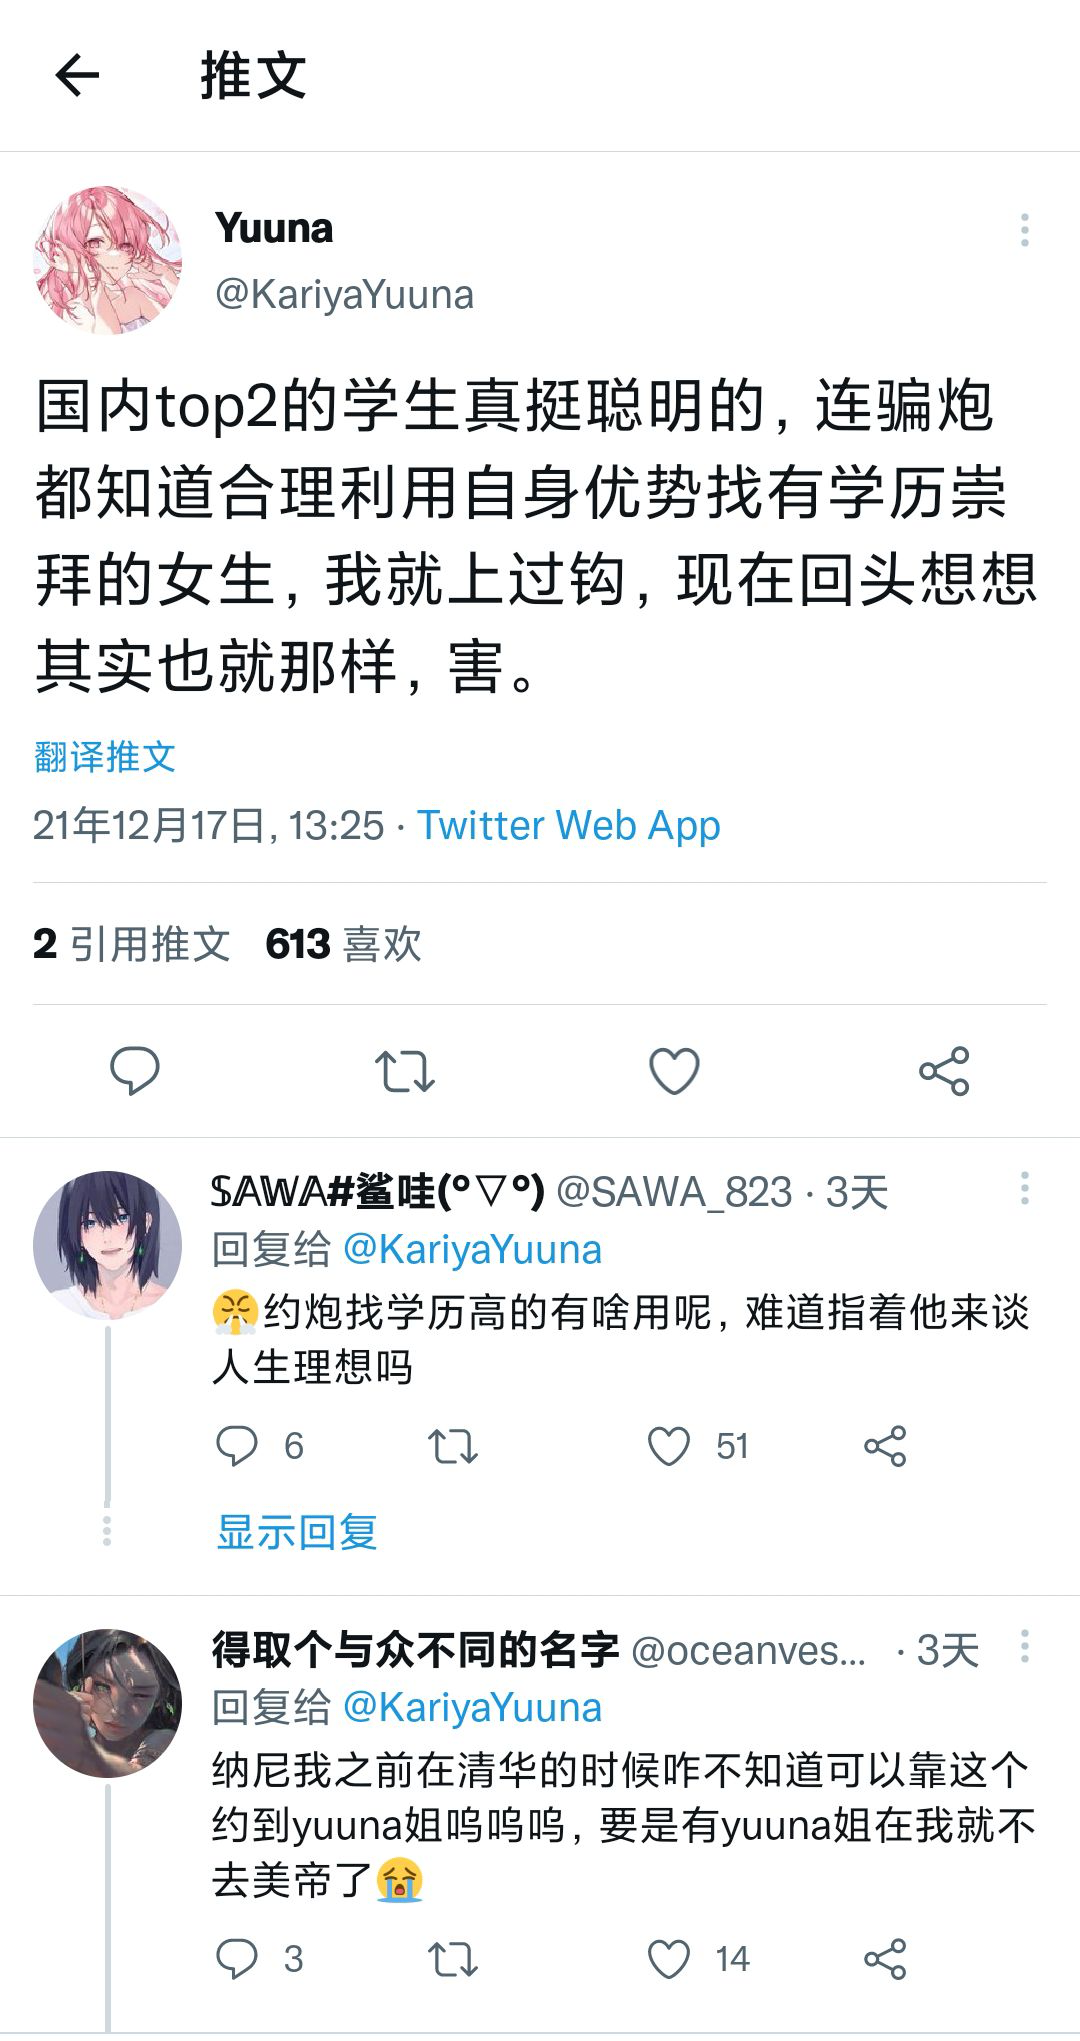 推文
Yuuna
@KariyaYuuna
国内top2的学生真挺聪明的，连骗炮
都知道合理利用自身优势找有学历崇
拜的女生，我就上过钩，现在回头想想
其实也就那样，害。
翻译推文
21年12月17日, 13:25 · Twitter Web App
2 引用推文 613 喜欢
𝕊𝔸𝕎𝔸#鲨哇(°▽°) @SAWA_823 · 3天
回复给 @KariyaYuuna
😤约炮找学历高的有啥用呢，难道指着他来谈
人生理想吗
6 51
显示回复
得取个与众不同的名字 @oceanves... · 3天
回复给 @KariyaYuuna
纳尼我之前在清华的时候咋不知道可以靠这个
约到yuuna姐呜呜呜，要是有yuuna姐在我就不
去美帝了😭
3 14